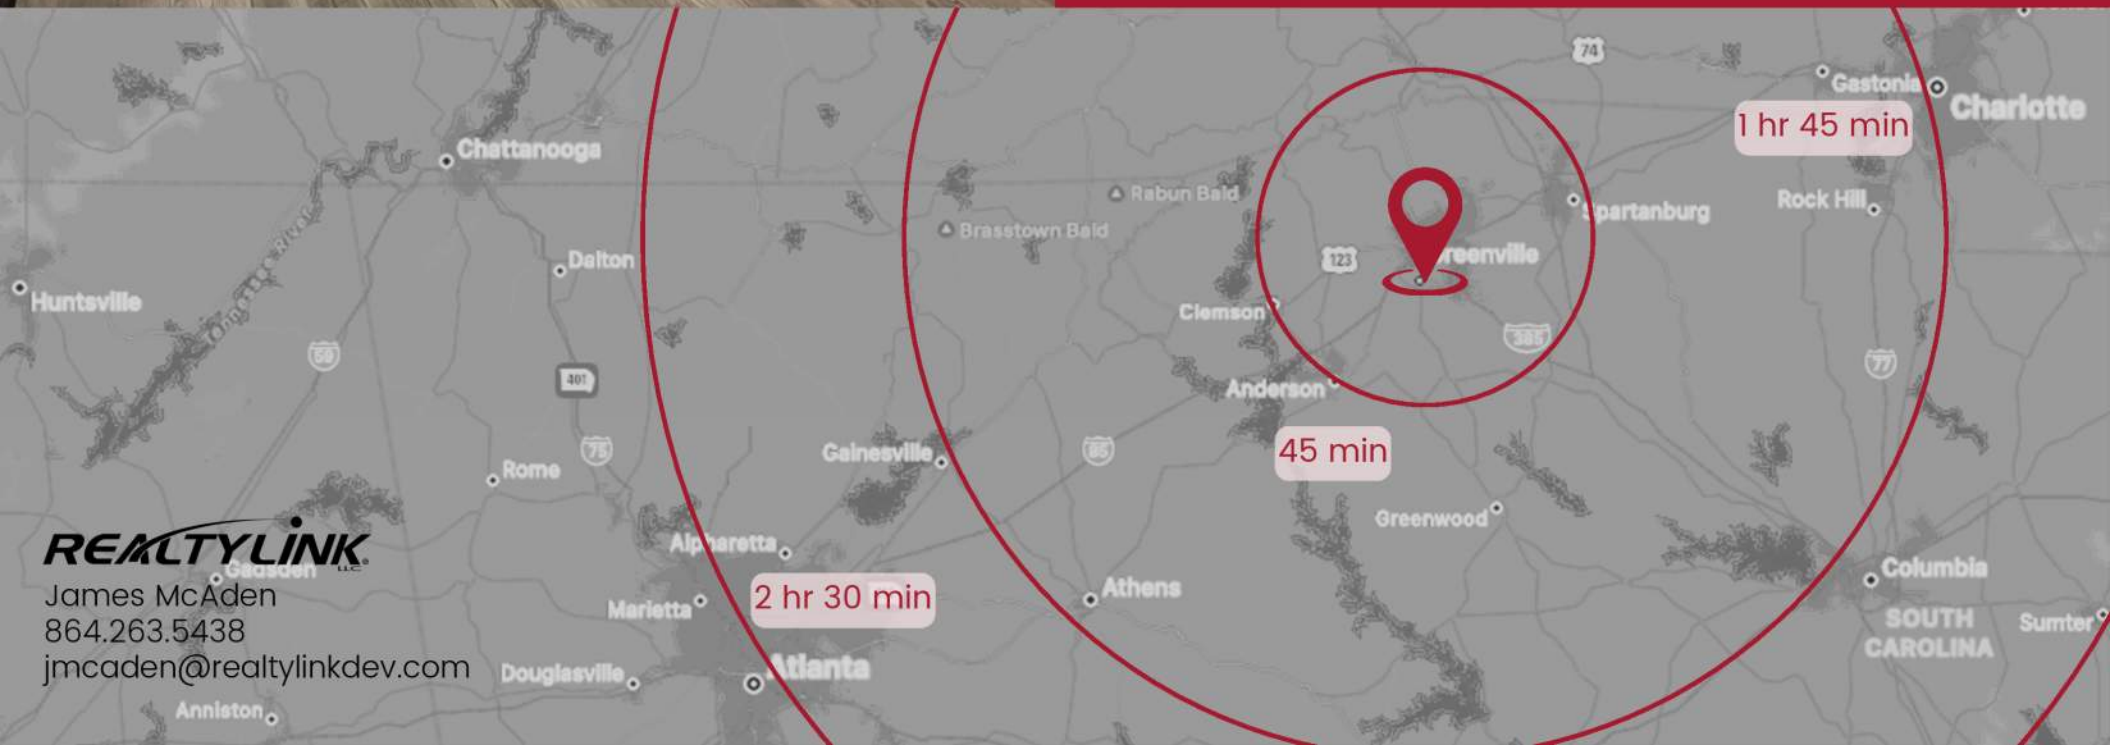 74
Gastonia
Charlotte
1 hr 45 min
Chattanooga
Rabun Bald
Rock Hill
Spartanburg
Brasstown Bald
Dalton
123
reenville
Huntsville
Tennessee River
Clemson
385
59
77
401
Anderson
75
Gainesville
85
45 min
Rome
Greenwood
Alpharetta
REALTYLINK
LLC
Gadsden
Columbia
Athens
James McAden
2 hr 30 min
Marietta
SOUTH
CAROLINA
Sumter
864.263.5438
jmcaden@realtylinkdev.com
Douglasville
Atlanta
Anniston